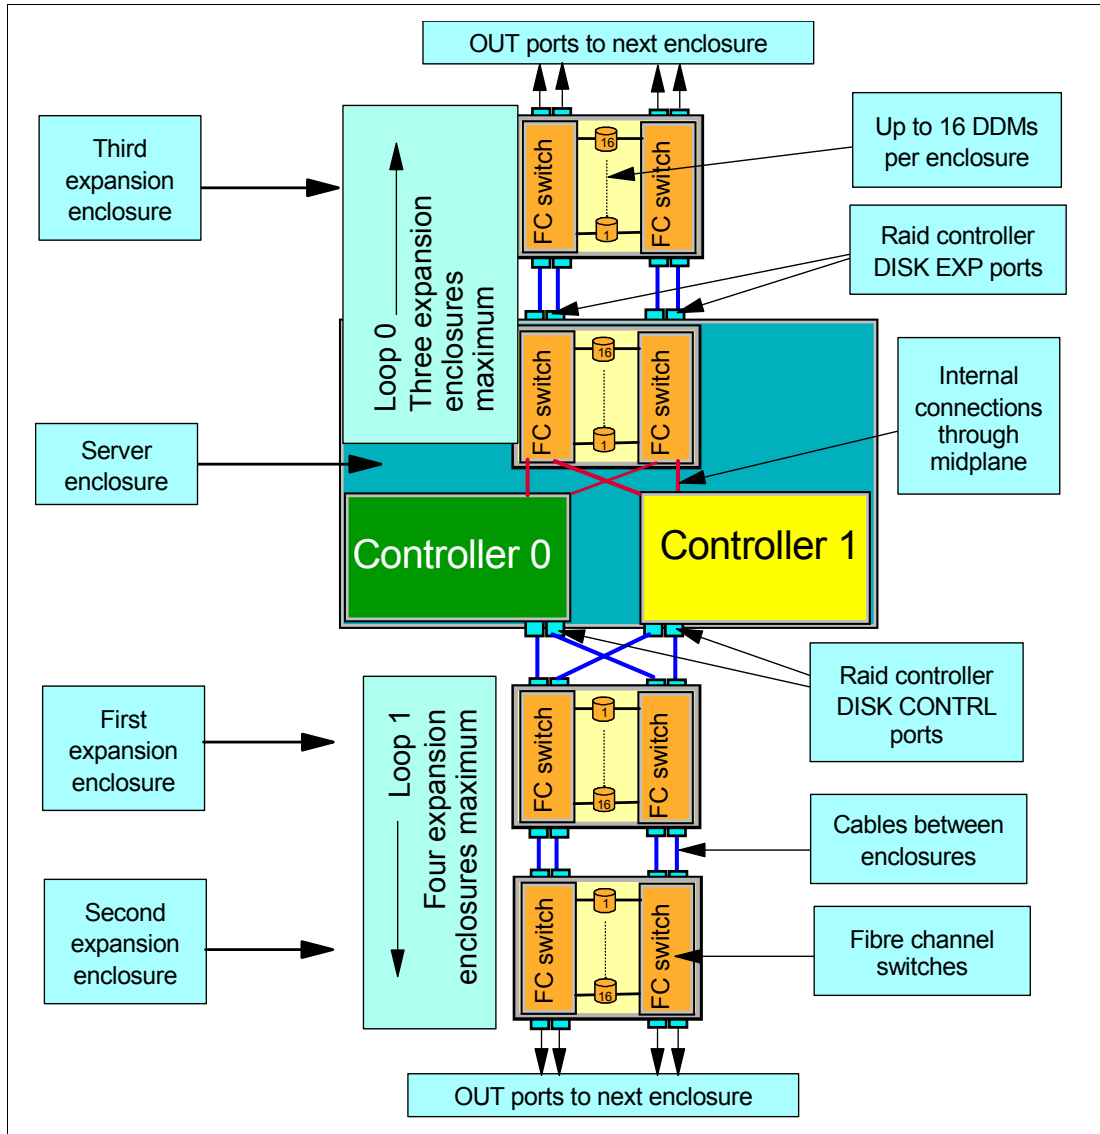 OUT ports to next enclosure
Third
expansion
enclosure
Loop 0
Three expansion
enclosures
maximum
FC switch
16
1
FC switch
Up to 16 DDMs
per enclosure
Raid controller
DISK EXP ports
FC switch
16
1
FC switch
Internal
connections
through
midplane
Server
enclosure
Controller 0
Controller 1
Raid controller
DISK CONTRL
ports
First
expansion
enclosure
Loop 1
Four expansion
enclosures maximum
FC switch
1
16
FC switch
Cables between
enclosures
Second
expansion
enclosure
FC switch
1
16
FC switch
Fibre channel
switches
OUT ports to next enclosure